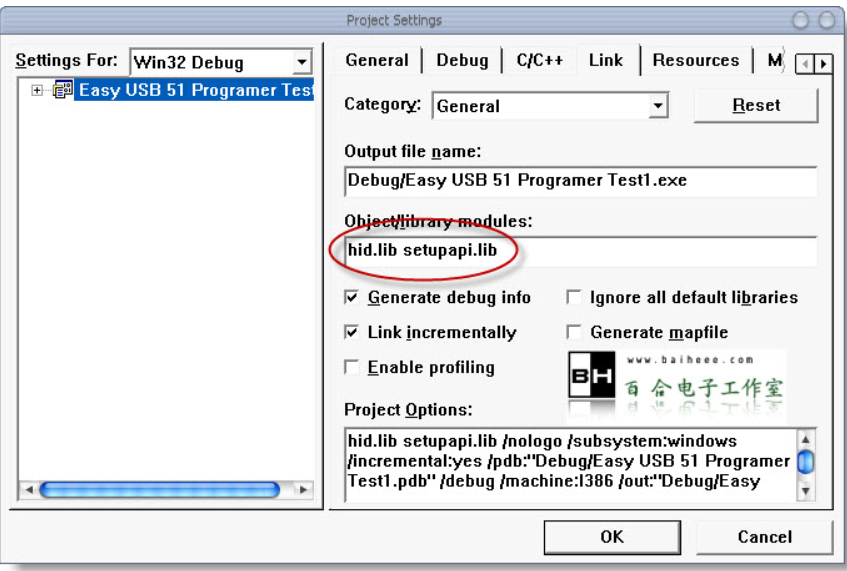 Project Settings
Settings For: Win32 Debug
Easy USB 51 Programer Test
General Debug C/C++ Link Resources M
Category: General Reset
Output file name:
Debug/Easy USB 51 Programer Test1.exe
Object/library modules:
hid.lib setupapi.lib
Generate debug info Ignore all default libraries
Link incrementally Generate mapfile
Enable profiling
BH www.baiheee.com
百合电子工作室
Project Options:
hid.lib setupapi.lib /nologo /subsystem:windows
/incremental:yes /pdb:"Debug/Easy USB 51 Programer
Test1.pdb" /debug /machine:I386 /out:"Debug/Easy
OK Cancel